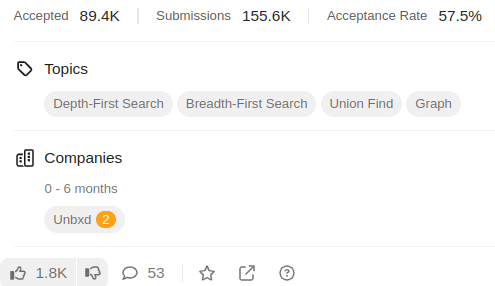 Accepted 89.4K Submissions 155.6K Acceptance Rate 57.5%
Topics
Depth-First Search Breadth-First Search Union Find Graph
Companies
0 - 6 months
Unbxd 2
1.8K 53